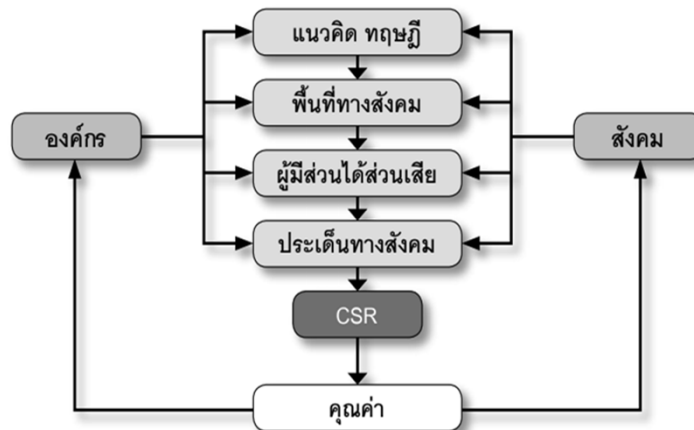 แนวคิด ทฤษฎี
พื้นที่ทางสังคม
องค์กร
สังคม
ผู้มีส่วนได้ส่วนเสีย
ประเด็นทางสังคม
CSR
คุณค่า